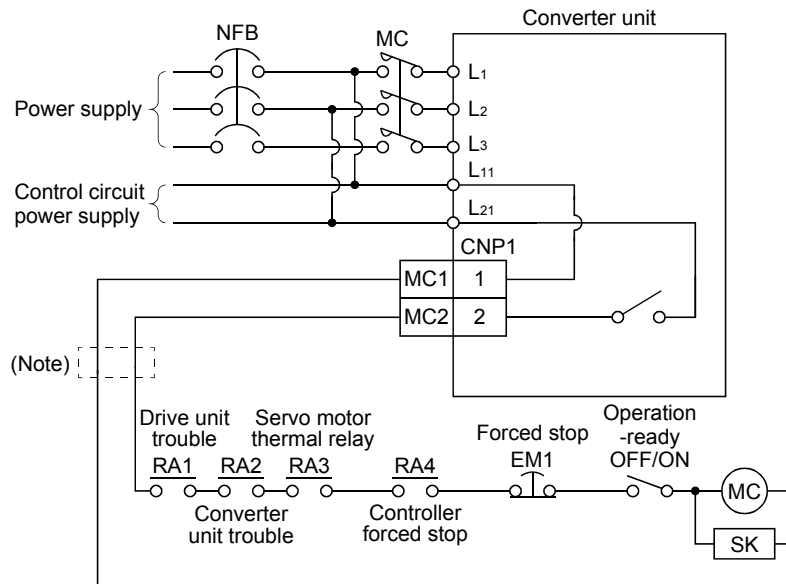 Converter unit
NFB
MC
Power supply
L1
L2
L3
L11
Control circuit
power supply
L21
CNP1
MC1
1
MC2
2
(Note)
Drive unit
trouble
RA1
RA2
Converter
unit trouble
Servo motor
thermal relay
RA3
RA4
Controller
forced stop
Forced stop
EM1
Operation
-ready
OFF/ON
MC
SK